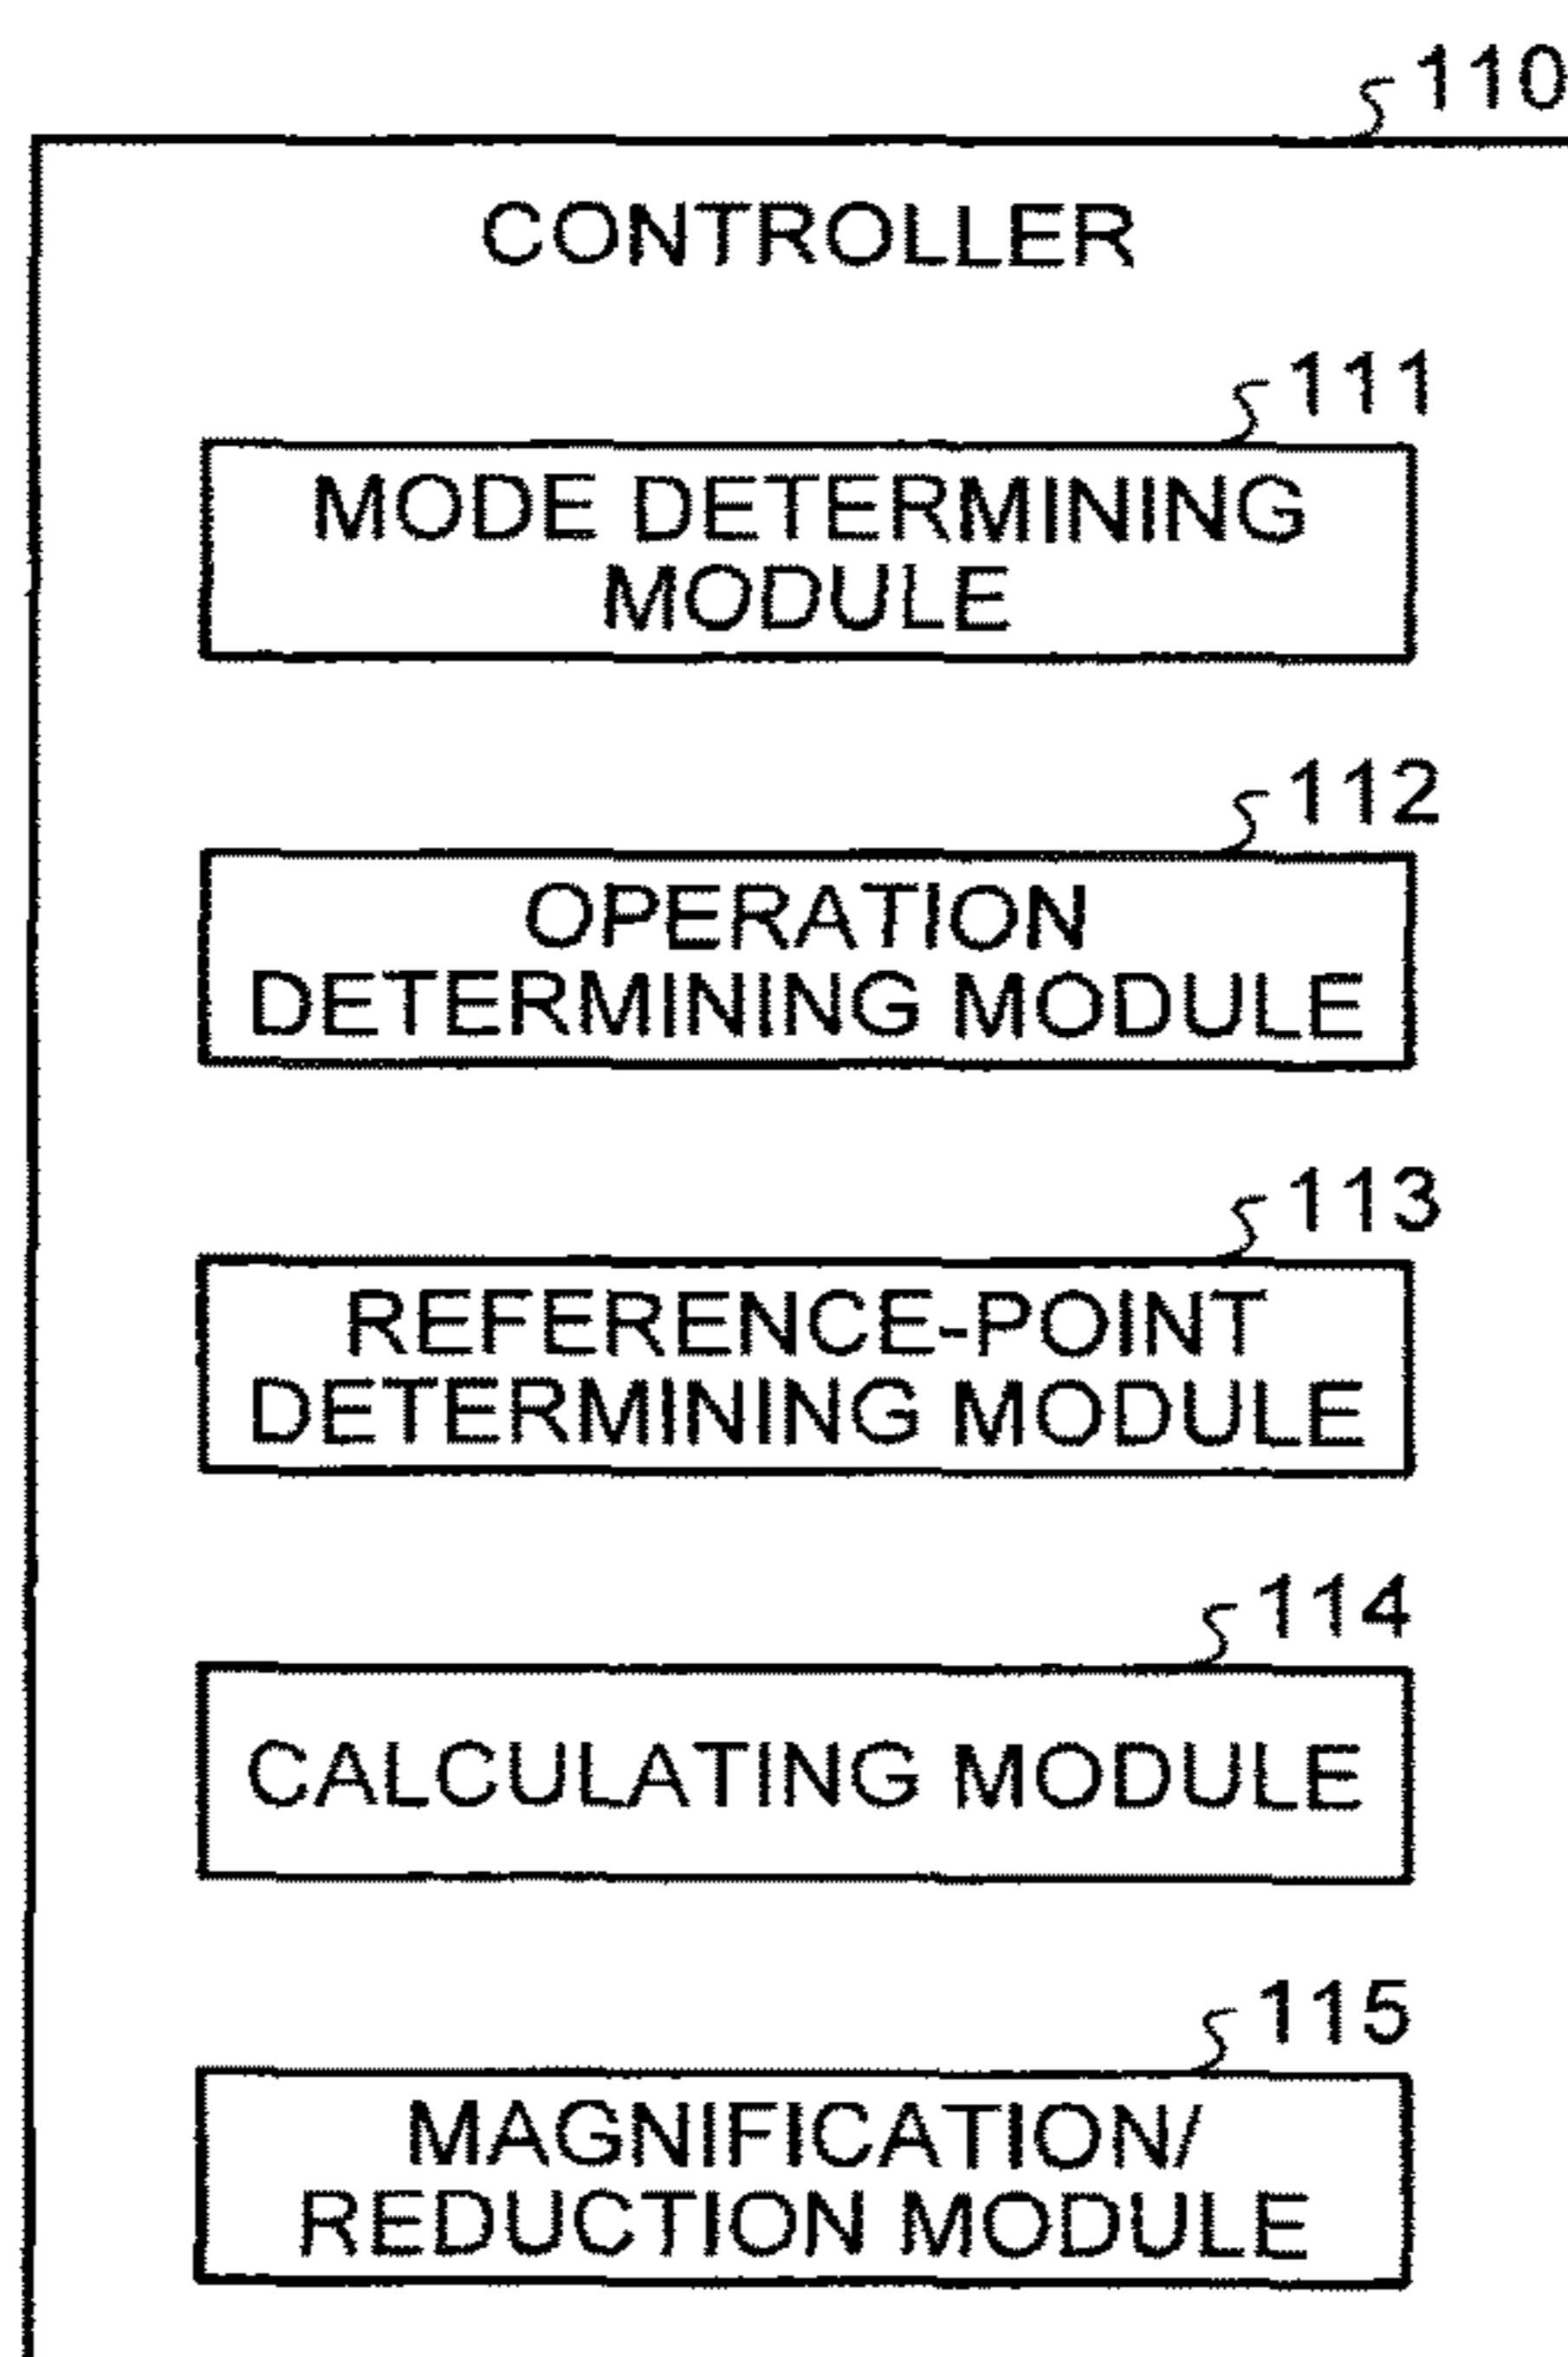 110
CONTROLLER
111
MODE DETERMINING
MODULE
112
OPERATION
DETERMINING MODULE
113
REFERENCE-POINT
DETERMINING MODULE
114
CALCULATING MODULE
115
MAGNIFICATION/
REDUCTION MODULE